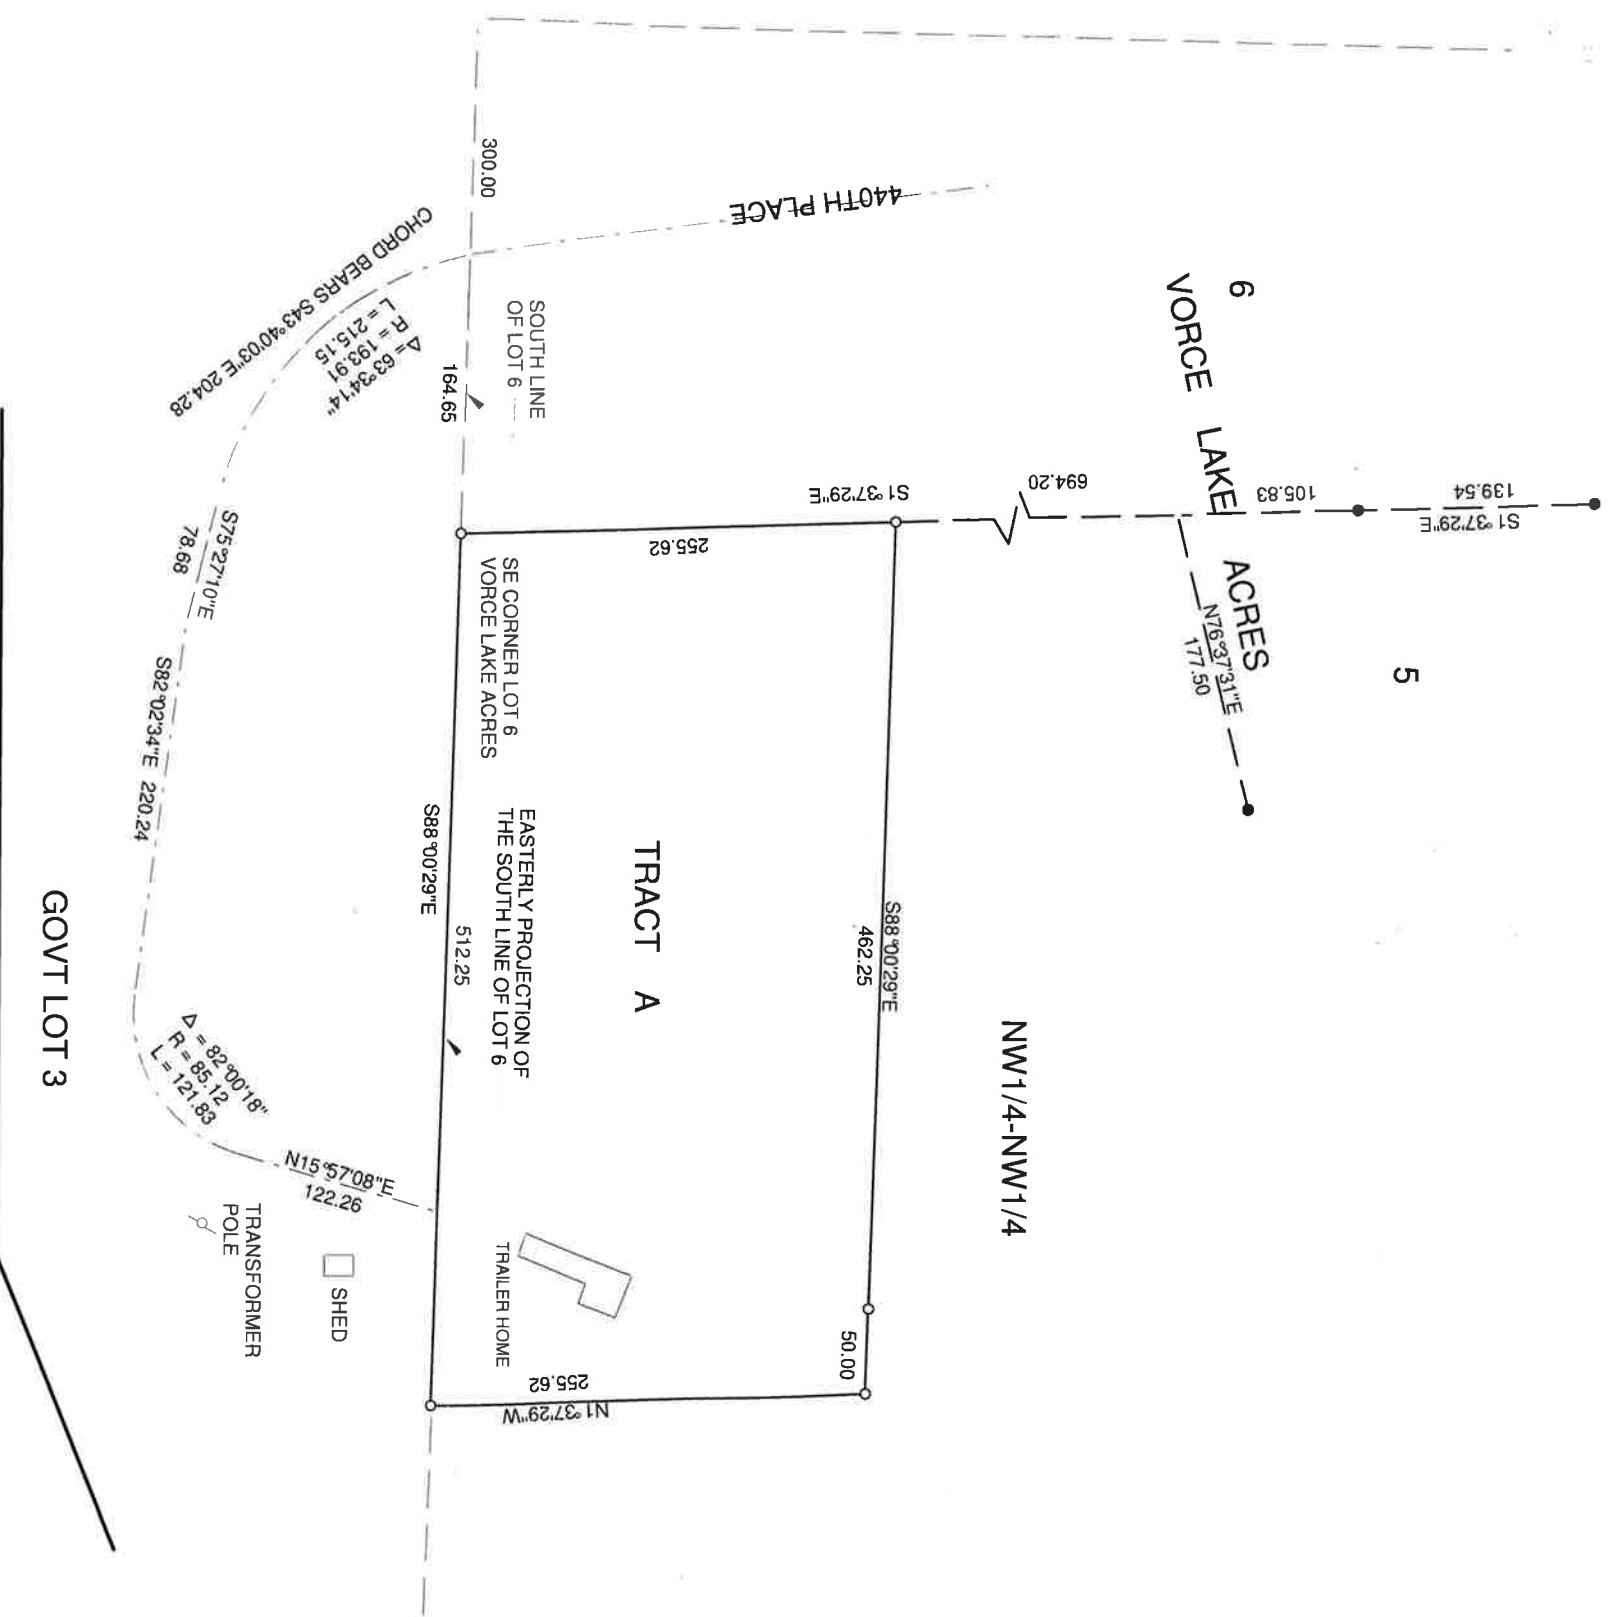 300.00
440TH PLACE
CHORD BEARS S43°40'03"E 204.28
Δ= 63°34'14"
R = 193.91
L = 215.15
SOUTH LINE
OF LOT 6
164.65
6
VORCE LAKE ACRES
5
S1°37'29"E
139.54
105.83
N76°37'31"E
177.50
694.20
S1°37'29"E
255.62
SE CORNER LOT 6
VORCE LAKE ACRES
S75°27'10"E
78.68
S82°02'34"E 220.24
S88°00'29"E
512.25
EASTERLY PROJECTION OF
THE SOUTH LINE OF LOT 6
TRACT A
S88°00'29"E
462.25
NW1/4-NW1/4
50.00
255.62
N1°37'29"W
TRAILER HOME
Δ = 82°00'18"
R = 85.12
L = 121.83
N15°57'08"E
122.26
TRANSFORMER
POLE
SHED
GOVT LOT 3